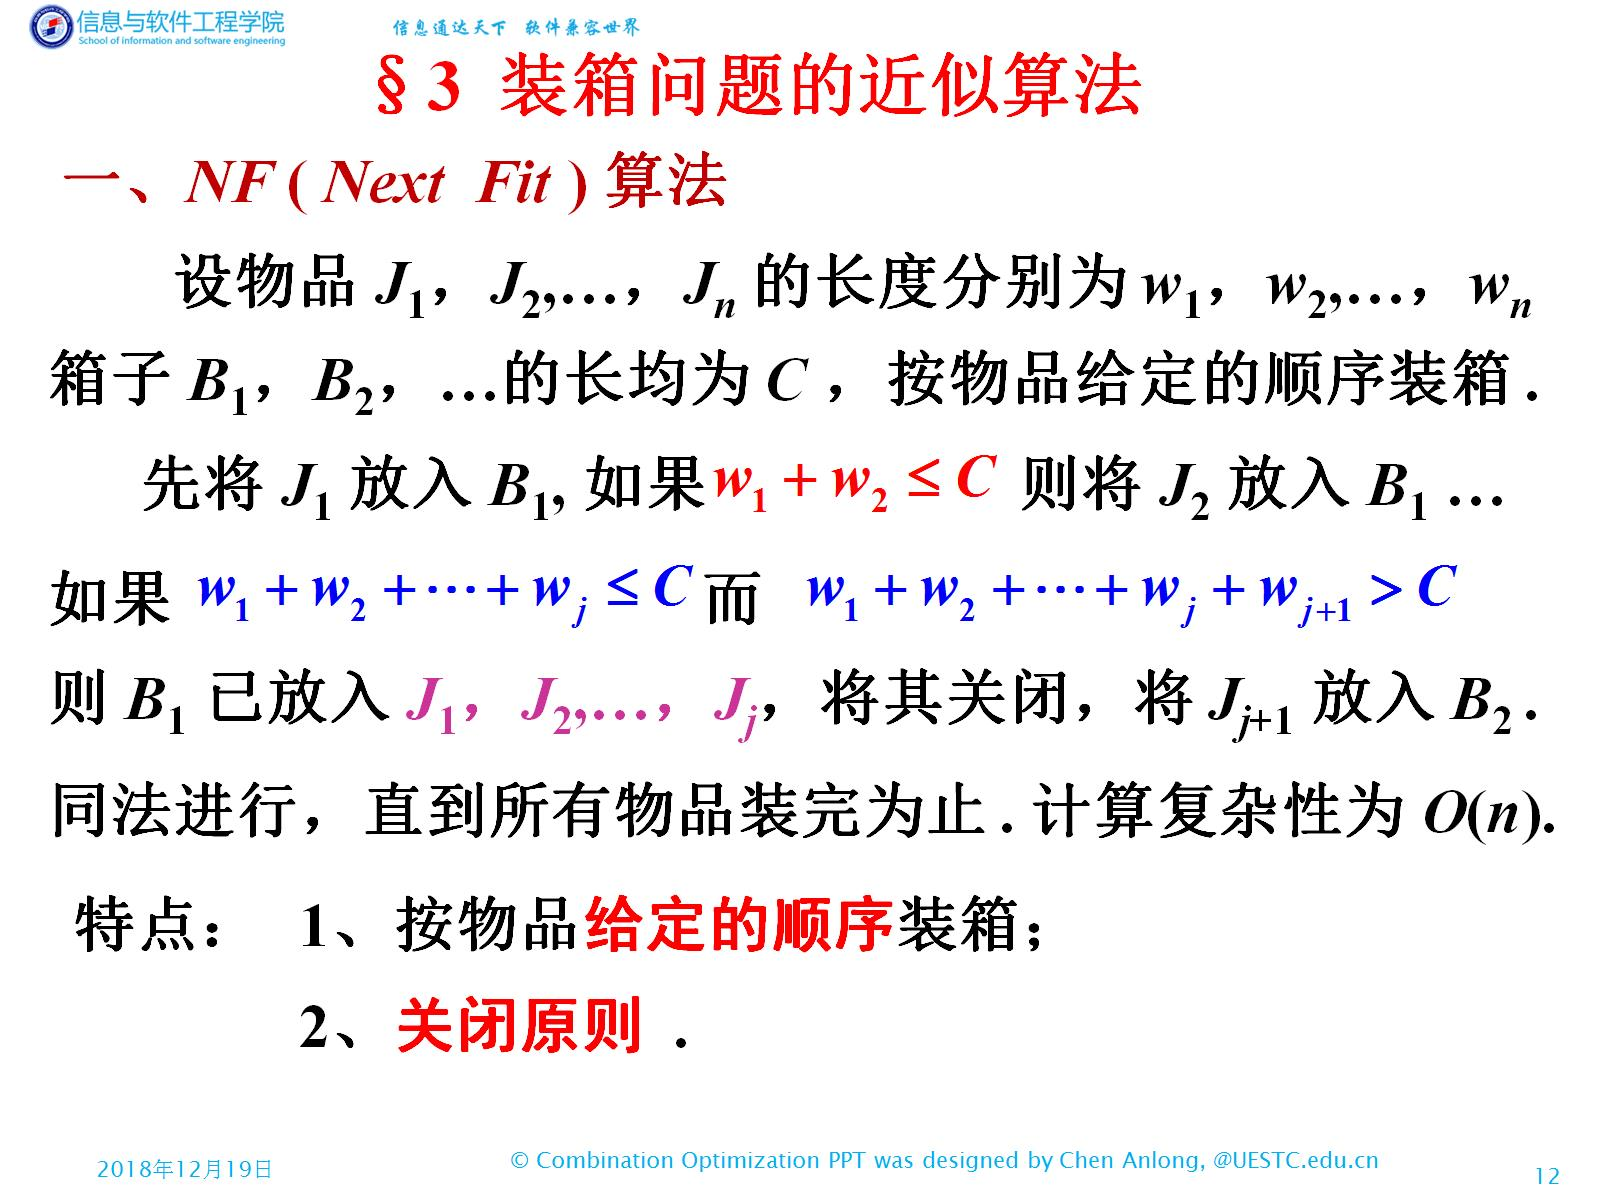 信息与软件工程学院
School of information and software engineering
信息通达天下 软件兼容世界
§3 装箱问题的近似算法
一、NF ( Next Fit ) 算法
设物品 J1，J2,…，Jn 的长度分别为 w1，w2,…，wn
箱子 B1，B2，…的长均为 C ，按物品给定的顺序装箱 .
先将 J1 放入 B1, 如果 w1 + w2 ≤ C 则将 J2 放入 B1 …
如果 w1 + w2 + ⋯ + wj ≤ C 而 w1 + w2 + ⋯ + wj + wj+1 > C
则 B1 已放入 J1，J2,…，Jj，将其关闭，将 Jj+1 放入 B2 .
同法进行，直到所有物品装完为止 . 计算复杂性为 O(n).
特点： 1、按物品给定的顺序装箱；
2、关闭原则 .
2018年12月19日
© Combination Optimization PPT was designed by Chen Anlong, @UESTC.edu.cn
12